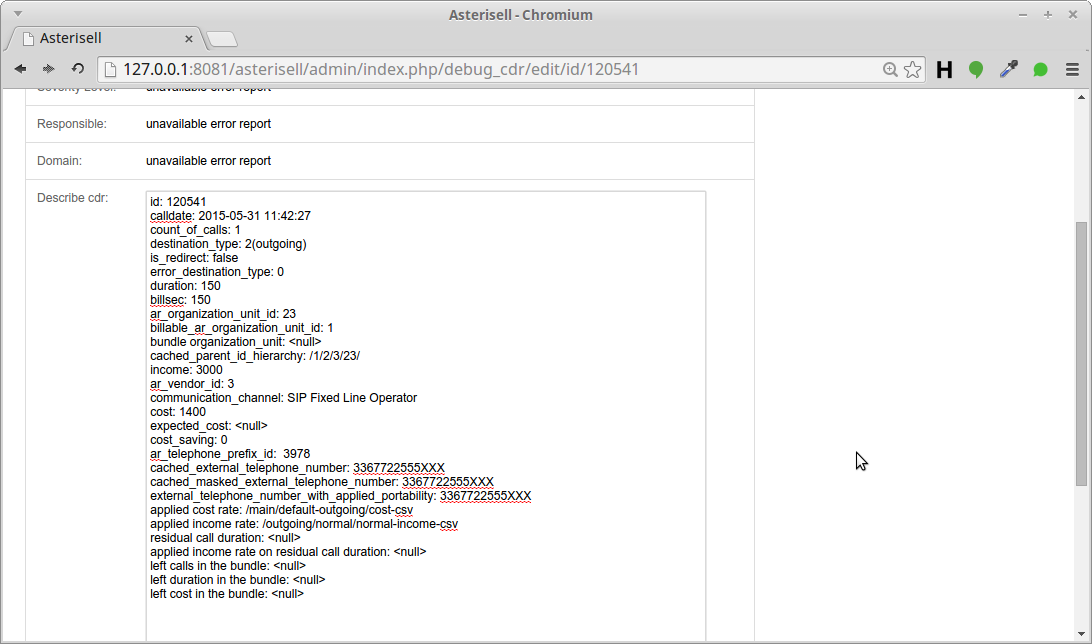 Asterisell - Chromium
Asterisell
127.0.0.1:8081/asterisell/admin/index.php/debug_cdr/edit/id/120541
H
Severity Level: unavailable error report
Responsible: unavailable error report
Domain: unavailable error report
Describe cdr:
id: 120541
calldate: 2015-05-31 11:42:27
count_of_calls: 1
destination_type: 2(outgoing)
is_redirect: false
error_destination_type: 0
duration: 150
billsec: 150
ar_organization_unit_id: 23
billable_ar_organization_unit_id: 1
bundle organization_unit: <null>
cached_parent_id_hierarchy: /1/2/3/23/
income: 3000
ar_vendor_id: 3
communication_channel: SIP Fixed Line Operator
cost: 1400
expected_cost: <null>
cost_saving: 0
ar_telephone_prefix_id:  3978
cached_external_telephone_number: 3367722555XXX
cached_masked_external_telephone_number: 3367722555XXX
external_telephone_number_with_applied_portability: 3367722555XXX
applied cost rate: /main/default-outgoing/cost-csv
applied income rate: /outgoing/normal/normal-income-csv
residual call duration: <null>
applied income rate on residual call duration: <null>
left calls in the bundle: <null>
left duration in the bundle: <null>
left cost in the bundle: <null>